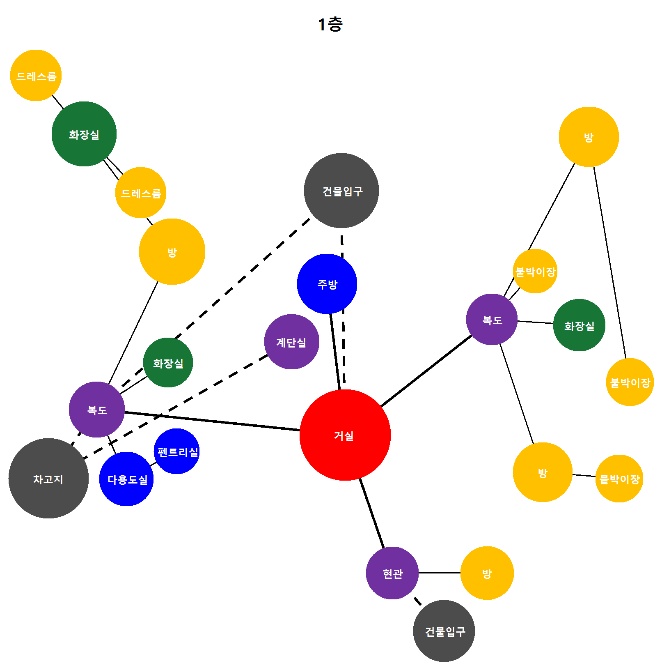 1층
드레스룸
화장실
드레스룸
방
건물입구
주방
계단실
화장실
복도
차고지
다용도실
펜트리실
거실
방
붙박이장
복도
화장실
붙박이장
방
붙박이장
현관
방
건물입구